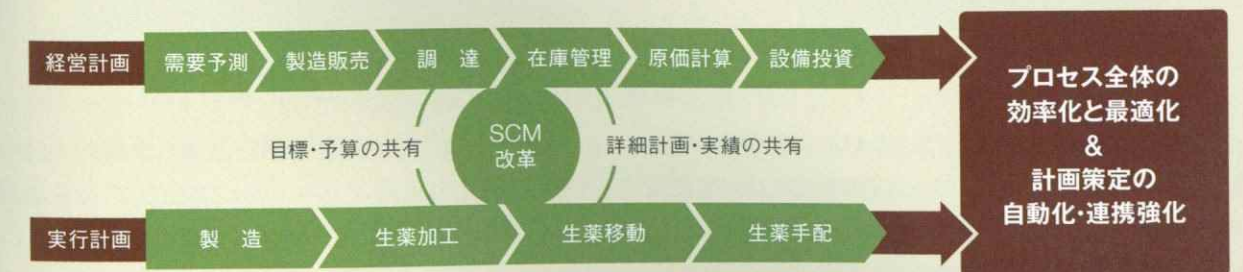 経営計画 需要予測 製造販売 調 達 在庫管理 原価計算 設備投資
目標・予算の共有
SCM
改革
詳細計画・実績の共有
実行計画 製 造 生薬加工 生薬移動 生薬手配
プロセス全体の
効率化と最適化
&
計画策定の
自動化・連携強化